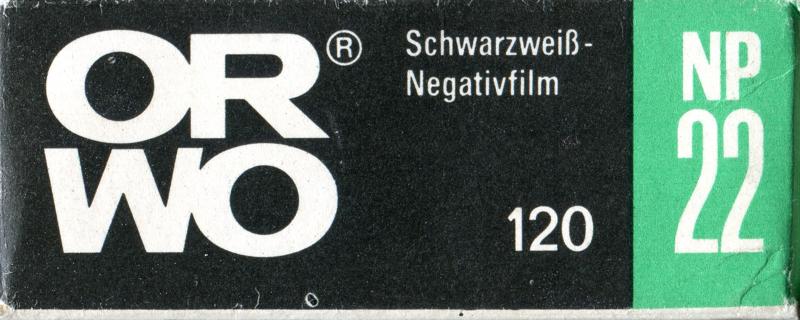 OR
WO®
Schwarzweiß-
Negativfilm
120
NP
22